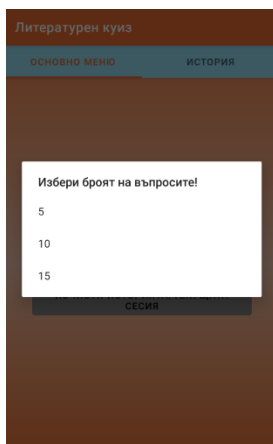 Литературен куиз
ОСНОВНО МЕНЮ
ИСТОРИЯ
Избери броят на въпросите!
5
10
15
СЕСИЯ